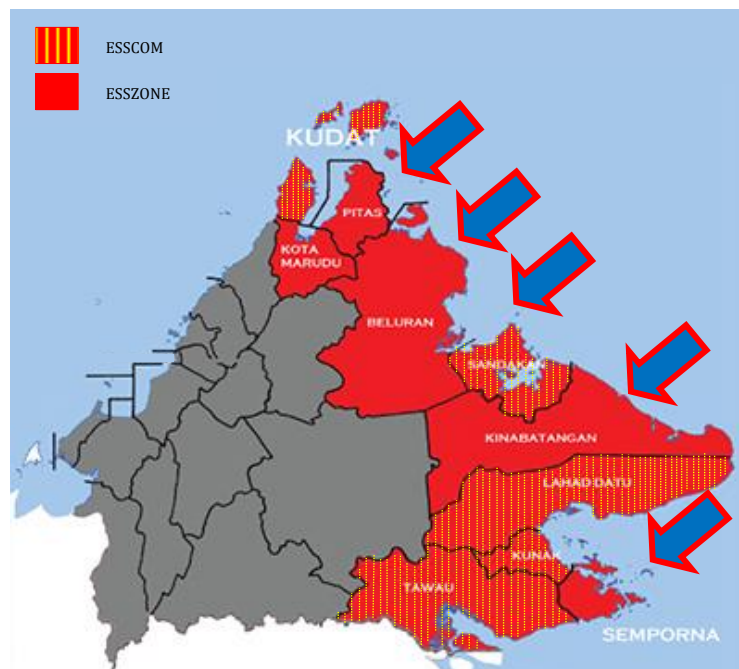 ESSCOM
ESSZONE
KUDAT
PITAS
KOTA
MARUDU
BELURAN
SANDAKAN
KINABATANGAN
LAHAD DATU
KUNAK
TAWAU
SEMPORNA